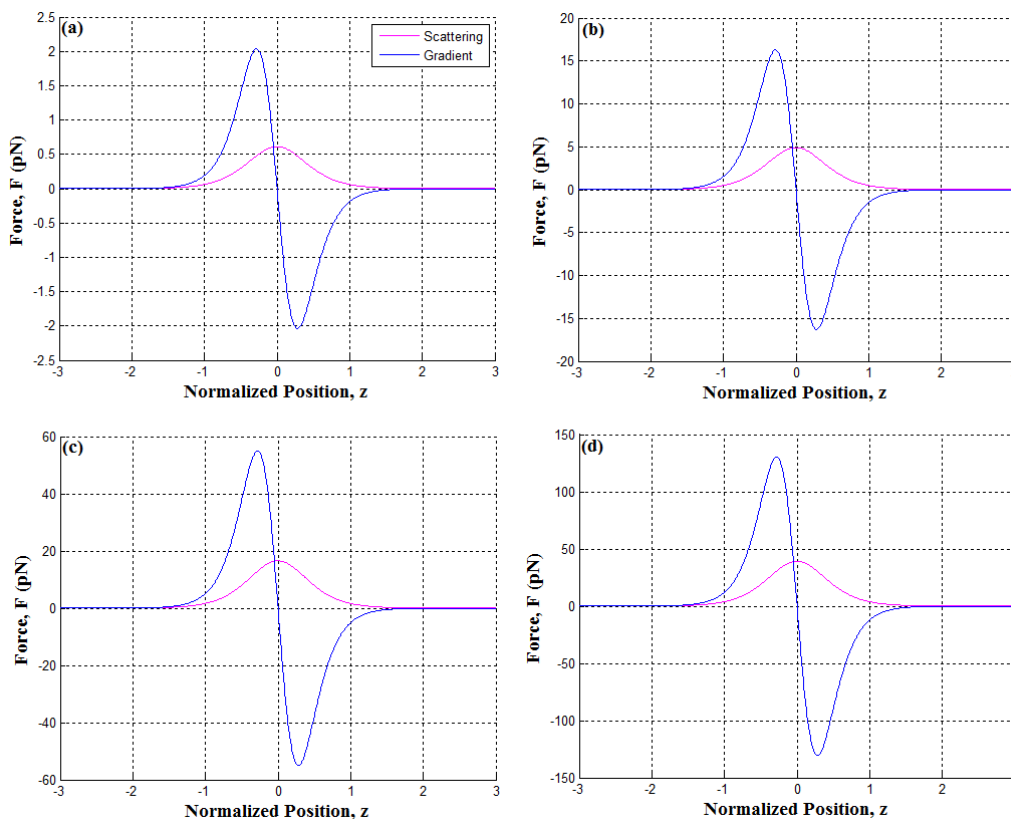 (a)
Scattering
Gradient
2.5
2
1.5
1
0.5
0
-0.5
-1
-1.5
-2
-2.5
-3 -2 -1 0 1 2 3
Force, F (pN)
Normalized Position, z
(b)
20
15
10
5
0
-5
-10
-15
-20
-3 -2 -1 0 1 2
Force, F (pN)
Normalized Position, z
(c)
60
40
20
0
-20
-40
-60
-3 -2 -1 0 1 2 3
Force, F (pN)
Normalized Position, z
(d)
150
100
50
0
-50
-100
-150
-3 -2 -1 0 1 2
Force, F (pN)
Normalized Position, z